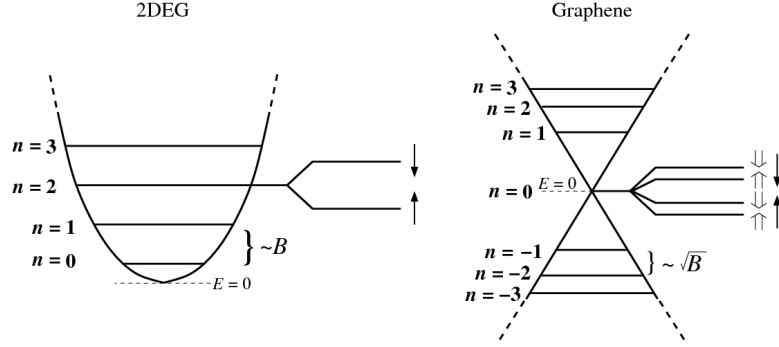 2DEG
n = 3
n = 2
n = 1
n = 0
} ~B
E = 0
Graphene
n = 3
n = 2
n = 1
n = 0
E = 0
n = −1
n = −2
n = −3
} ~ √B